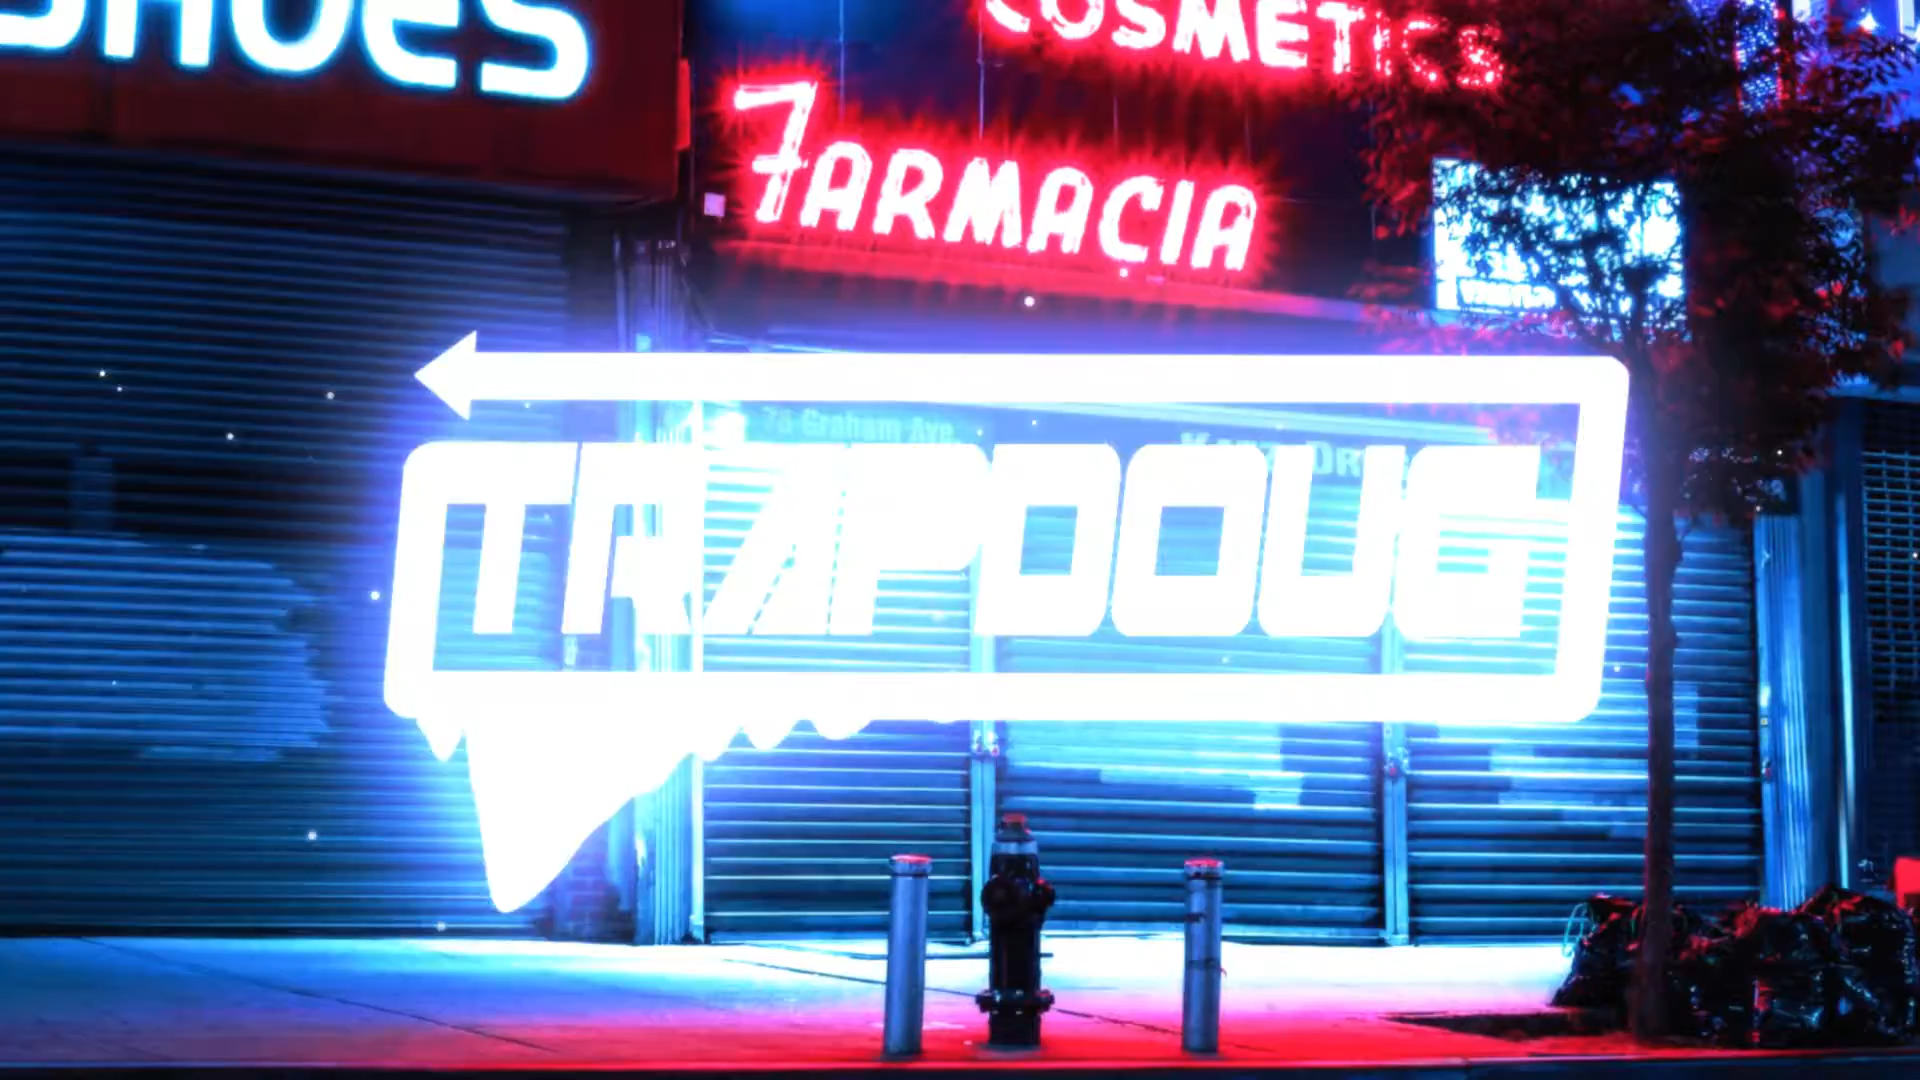 SHOES
COSMETICS
FARMACIA
78 Graham Ave.
TRAPDOUG